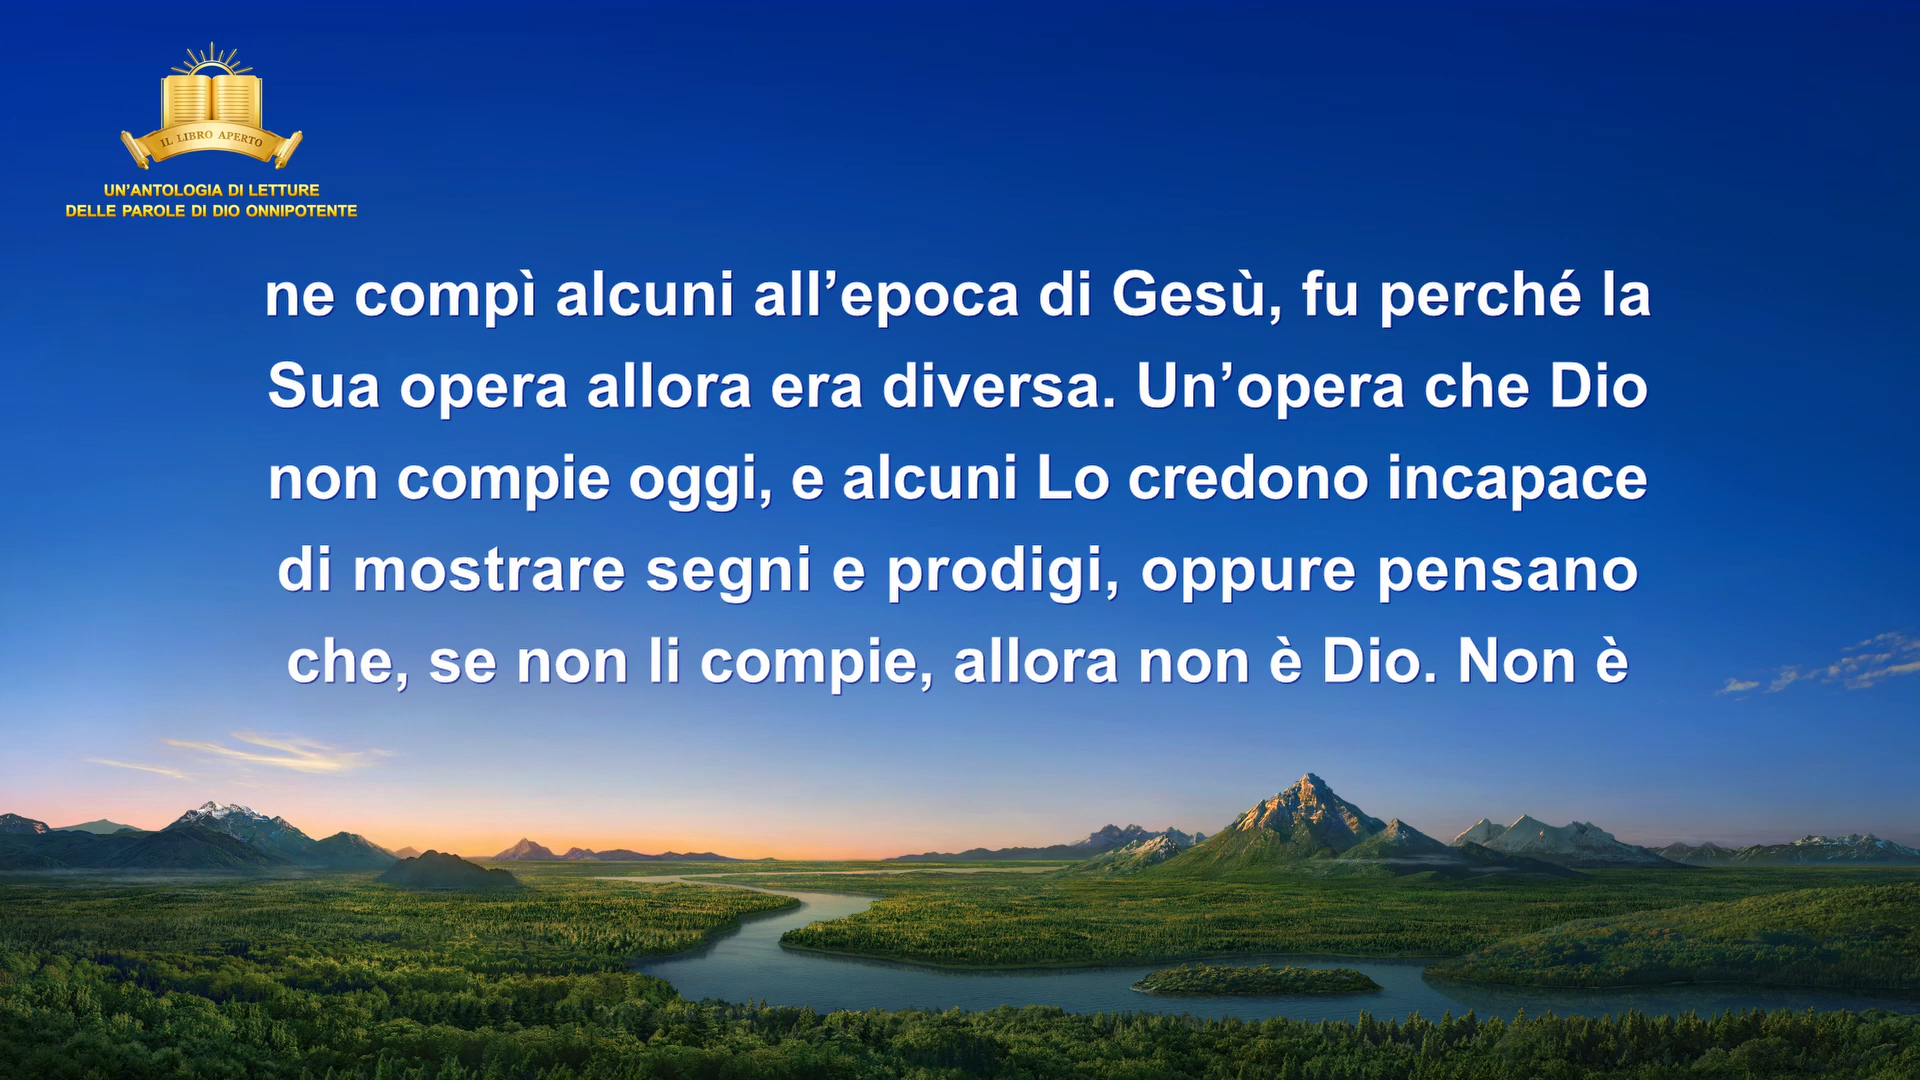 IL LIBRO APERTO
UN’ANTOLOGIA DI LETTURE
DELLE PAROLE DI DIO ONNIPOTENTE
ne compì alcuni all’epoca di Gesù, fu perché la
Sua opera allora era diversa. Un’opera che Dio
non compie oggi, e alcuni Lo credono incapace
di mostrare segni e prodigi, oppure pensano
che, se non li compie, allora non è Dio. Non è